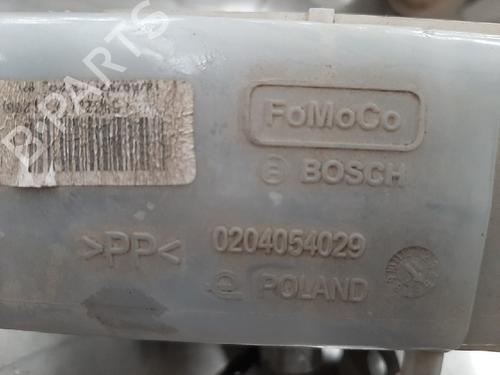 B-PARTS
FoMoCo
BOSCH
>PP<
0204054029
POLAND